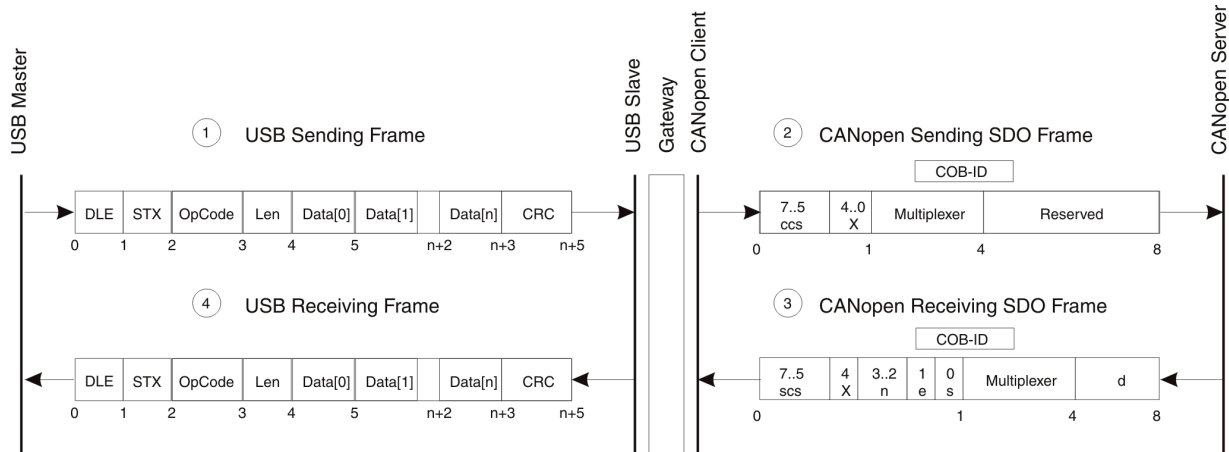 USB Master
USB Slave
Gateway
CANopen Client
CANopen Server
1 USB Sending Frame
DLE STX OpCode Len Data[0] Data[1] Data[n] CRC
0 1 2 3 4 5 n+2 n+3 n+5
2 CANopen Sending SDO Frame
COB-ID
7..5 4..0 Multiplexer Reserved
ccs X
0 1 4 8
4 USB Receiving Frame
DLE STX OpCode Len Data[0] Data[1] Data[n] CRC
0 1 2 3 4 5 n+2 n+3 n+5
3 CANopen Receiving SDO Frame
COB-ID
7..5 4 3..2 1 0 Multiplexer d
scs X n e s
0 1 4 8